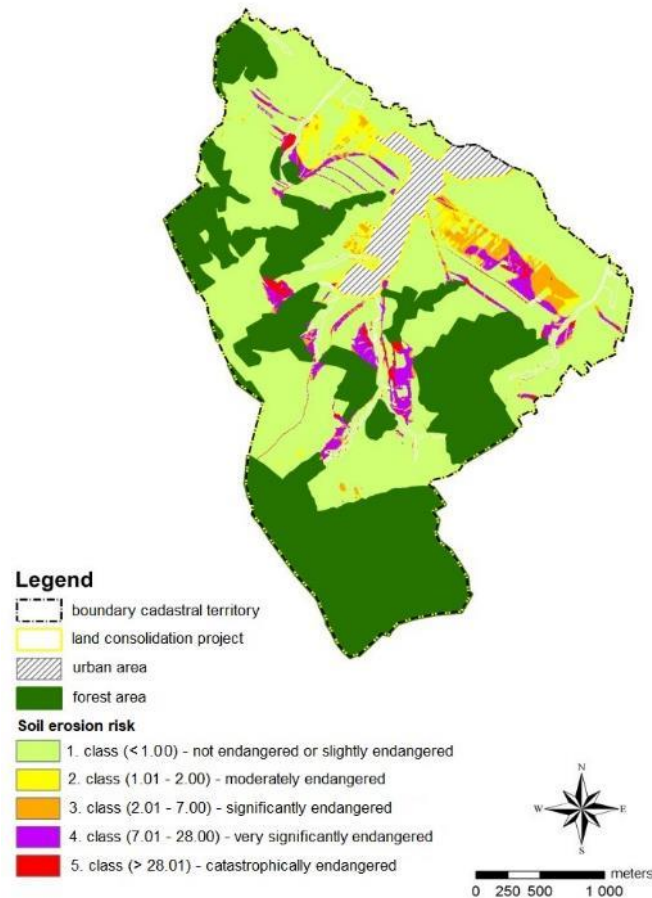 Legend
boundary cadastral territory
land consolidation project
urban area
forest area
Soil erosion risk
1. class (< 1.00) - not endangered or slightly endangered
2. class (1.01 - 2.00) - moderately endangered
3. class (2.01 - 7.00) - significantly endangered
4. class (7.01 - 28.00) - very significantly endangered
5. class (> 28.01) - catastrophically endangered
N
W E
S
meters
0 250 500 1 000